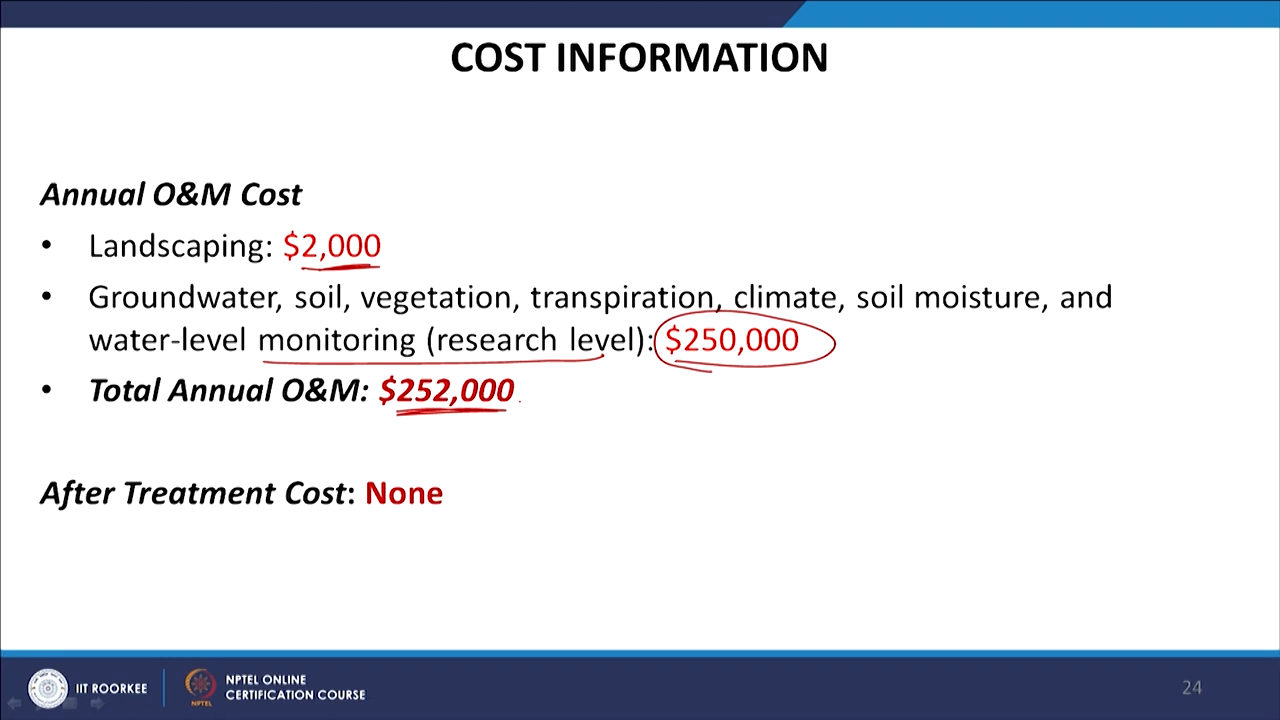 COST INFORMATION
Annual O&M Cost
• Landscaping: $2,000
• Groundwater, soil, vegetation, transpiration, climate, soil moisture, and
water-level monitoring (research level): $250,000
• Total Annual O&M: $252,000
After Treatment Cost: None
IIT ROORKEE
NPTEL ONLINE
CERTIFICATION COURSE
NPTEL
24